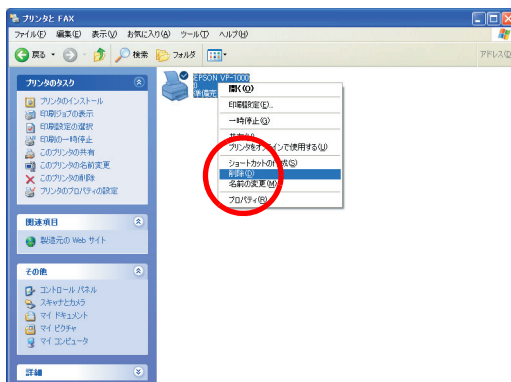 プリンタと FAX
ファイル(F) 編集(E) 表示(V) お気に入り(A) ツール(T) ヘルプ(H)
戻る 検索 フォルダ
アドレス(D)
プリンタのタスク
プリンタのインストール
印刷ジョブの表示
印刷設定の選択
印刷の一時停止
このプリンタの共有
このプリンタの名前変更
このプリンタの削除
プリンタのプロパティの設定
関連項目
製造元の Web サイト
その他
コントロール パネル
スキャナとカメラ
マイ ドキュメント
マイ ピクチャ
マイ コンピュータ
詳細
EPSON VP-1000
0
準備完
開く(O)
印刷設定(E)...
一時停止(G)
共有(H)...
プリンタをオフラインで使用する(U)
ショートカットの作成(S)
削除(D)
名前の変更(M)
プロパティ(R)